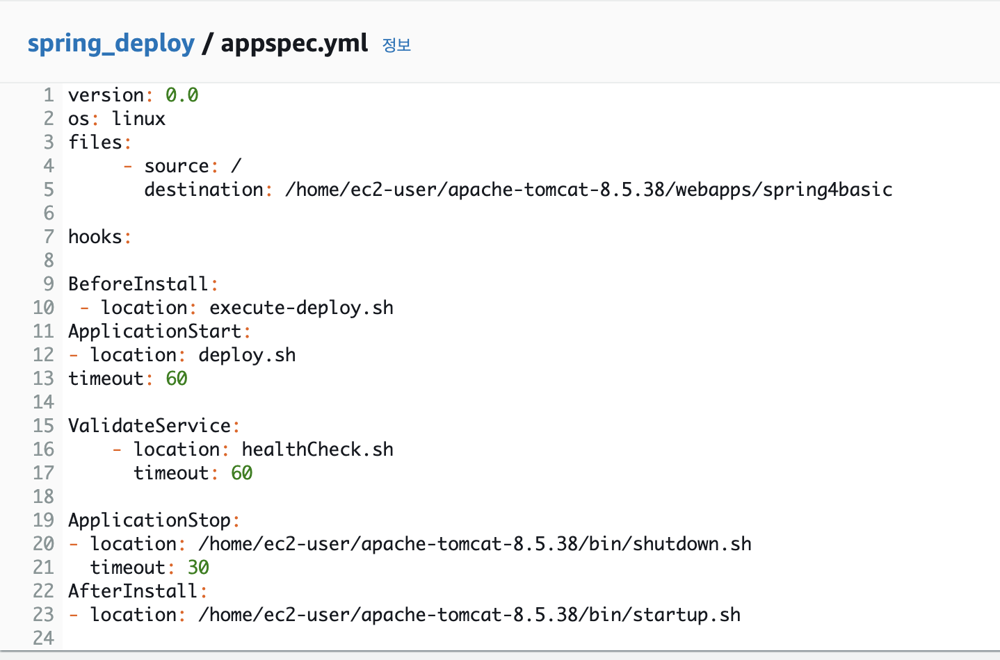 spring_deploy / appspec.yml 정보
1 version: 0.0
2 os: linux
3 files:
4      - source: /
5        destination: /home/ec2-user/apache-tomcat-8.5.38/webapps/spring4basic
6
7 hooks:
8
9 BeforeInstall:
10  - location: execute-deploy.sh
11 ApplicationStart:
12 - location: deploy.sh
13 timeout: 60
14
15 ValidateService:
16     - location: healthCheck.sh
17       timeout: 60
18
19 ApplicationStop:
20 - location: /home/ec2-user/apache-tomcat-8.5.38/bin/shutdown.sh
21   timeout: 30
22 AfterInstall:
23 - location: /home/ec2-user/apache-tomcat-8.5.38/bin/startup.sh
24